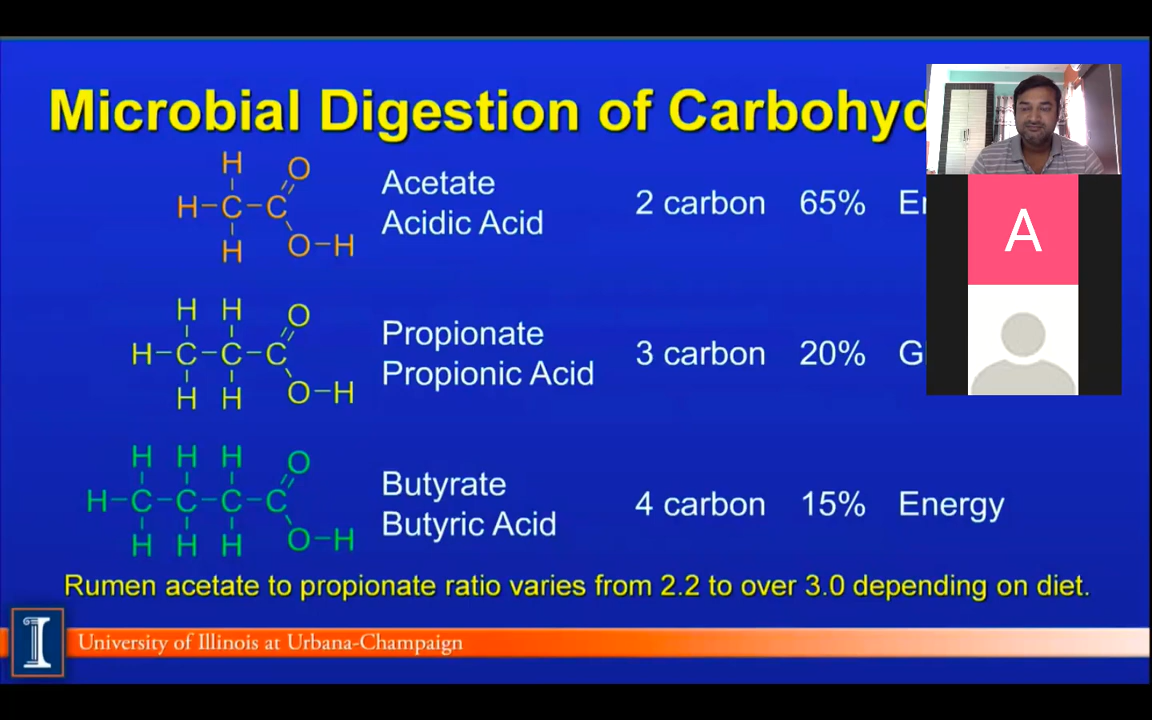 Microbial Digestion of Carbohyd
H O
H-C-C
H O-H
Acetate
Acidic Acid
2 carbon 65% E
H H O
H-C-C-C
H H O-H
Propionate
Propionic Acid
3 carbon 20% G
H H H O
H-C-C-C-C
H H H O-H
Butyrate
Butyric Acid
4 carbon 15% Energy
Rumen acetate to propionate ratio varies from 2.2 to over 3.0 depending on diet.
I
University of Illinois at Urbana-Champaign
A